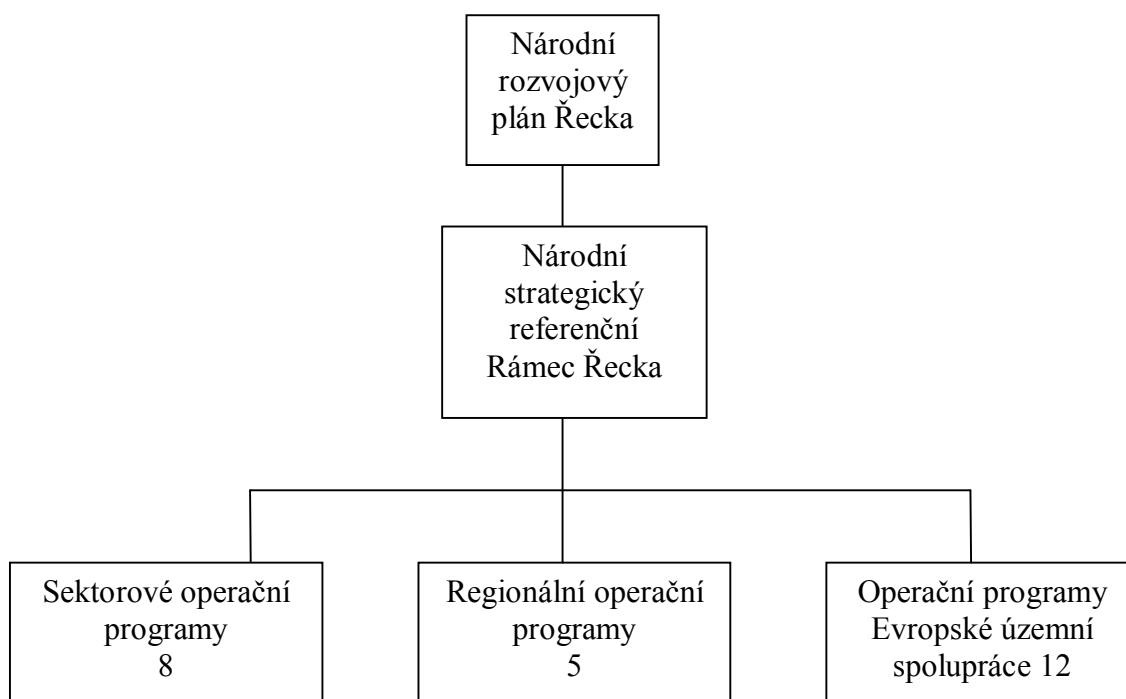 Národní
rozvojový
plán Řecka
Národní
strategický
referenční
Rámec Řecka
Sektorové operační
programy
8
Regionální operační
programy
5
Operační programy
Evropské územní
spolupráce 12